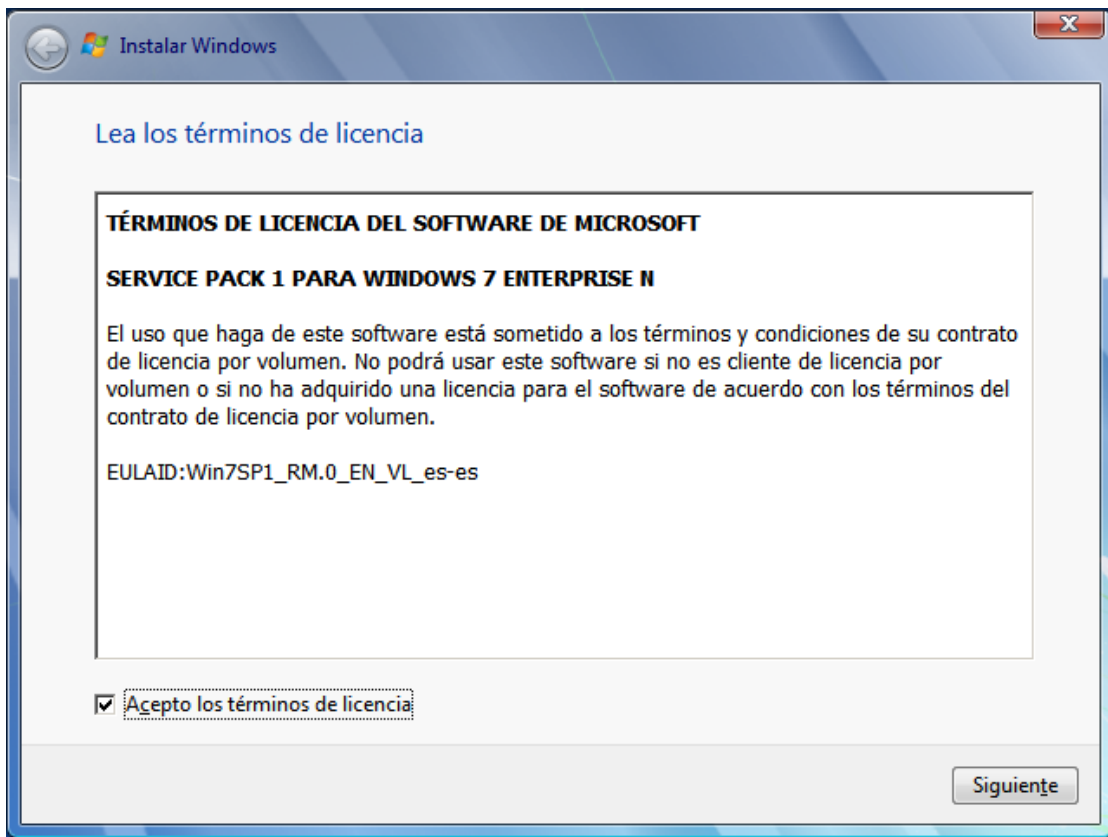 Instalar Windows
Lea los términos de licencia
TÉRMINOS DE LICENCIA DEL SOFTWARE DE MICROSOFT
SERVICE PACK 1 PARA WINDOWS 7 ENTERPRISE N
El uso que haga de este software está sometido a los términos y condiciones de su contrato
de licencia por volumen. No podrá usar este software si no es cliente de licencia por
volumen o si no ha adquirido una licencia para el software de acuerdo con los términos del
contrato de licencia por volumen.
EULAID:Win7SP1_RM.0_EN_VL_es-es
Acepto los términos de licencia
Siguiente